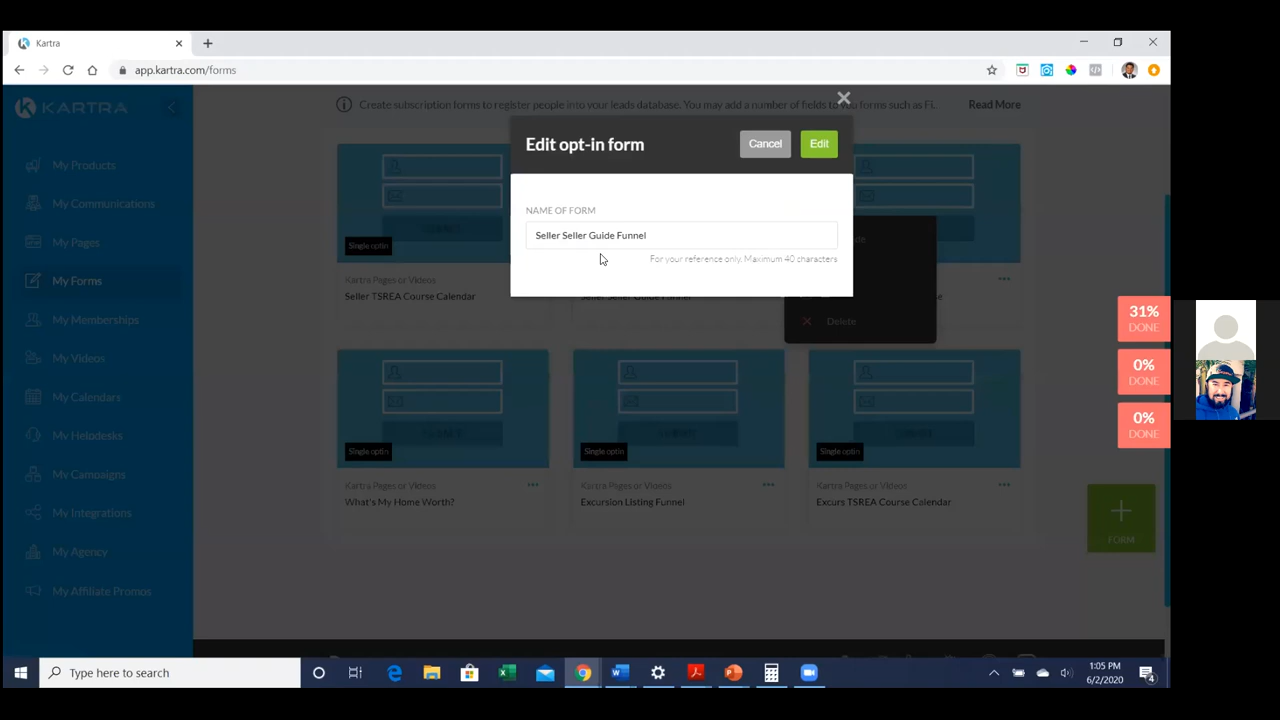 Kartra
app.kartra.com/forms
KARTRA
Create subscription forms to register people into your leads database. You may add a number of fields to you forms such as Fi...
Read More
Edit opt-in form
Cancel
Edit
NAME OF FORM
Seller Seller Guide Funnel
For your reference only. Maximum 40 characters
My Products
My Communications
My Pages
My Forms
My Memberships
My Videos
My Calendars
My Helpdesks
My Campaigns
My Integrations
My Agency
My Affiliate Promos
Single optin
Kartra Pages or Videos
Seller TSREA Course Calendar
Seller Seller Guide Funnel
Delete
Single optin
Kartra Pages or Videos
What's My Home Worth?
Single optin
Kartra Pages or Videos
Excursion Listing Funnel
Single optin
Kartra Pages or Videos
Excurs TSREA Course Calendar
FORM
31%
DONE
0%
DONE
0%
DONE
Type here to search
1:05 PM
6/2/2020
4